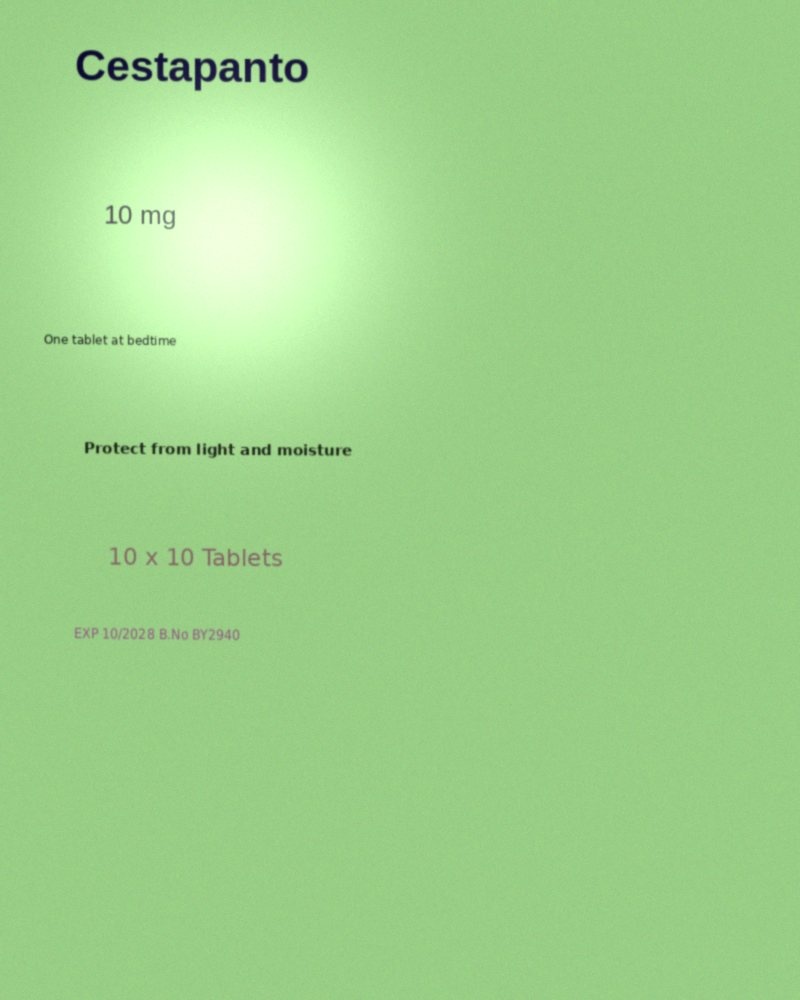 Cestapanto
10 mg
One tablet at bedtime
Protect from light and moisture
10 x 10 Tablets
EXP 10/2028 B.No BY2940